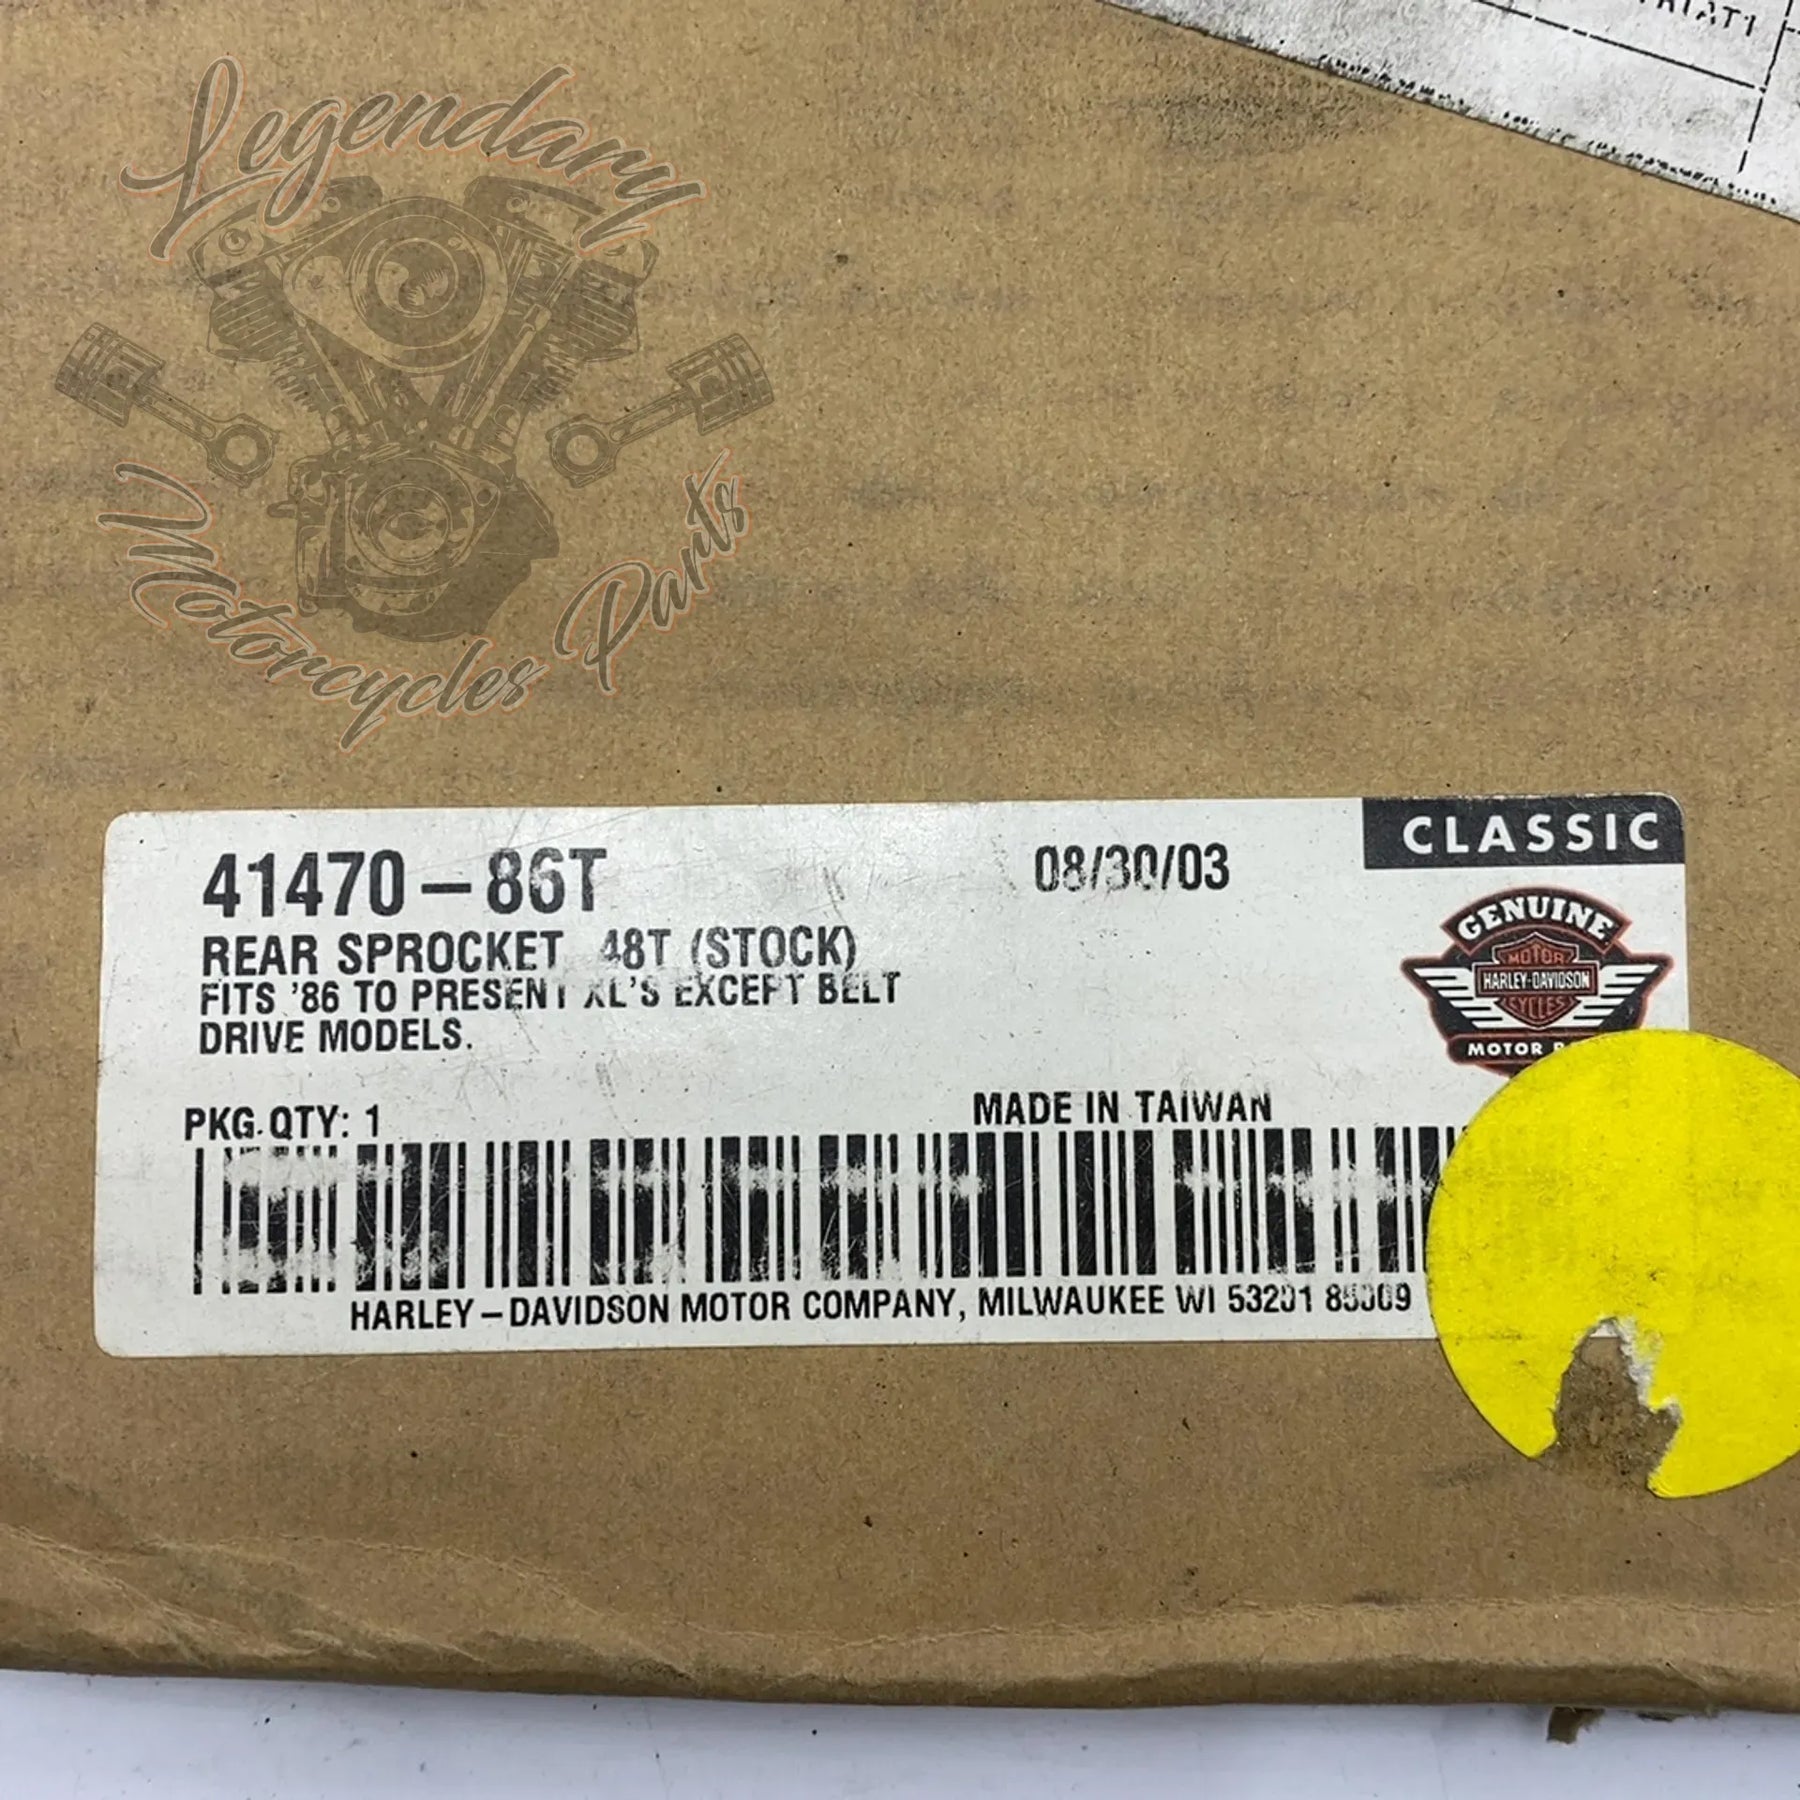 Legendary
Motorcycles Parts
41470-86T
08/30/03
CLASSIC
REAR SPROCKET, 48T (STOCK)
FITS '86 TO PRESENT XL'S EXCEPT BELT
DRIVE MODELS.
GENUINE
MOTOR
HARLEY-DAVIDSON
CYCLES
MOTOR
PKG.QTY: 1
MADE IN TAIWAN
HARLEY-DAVIDSON MOTOR COMPANY, MILWAUKEE WI 53201 85009